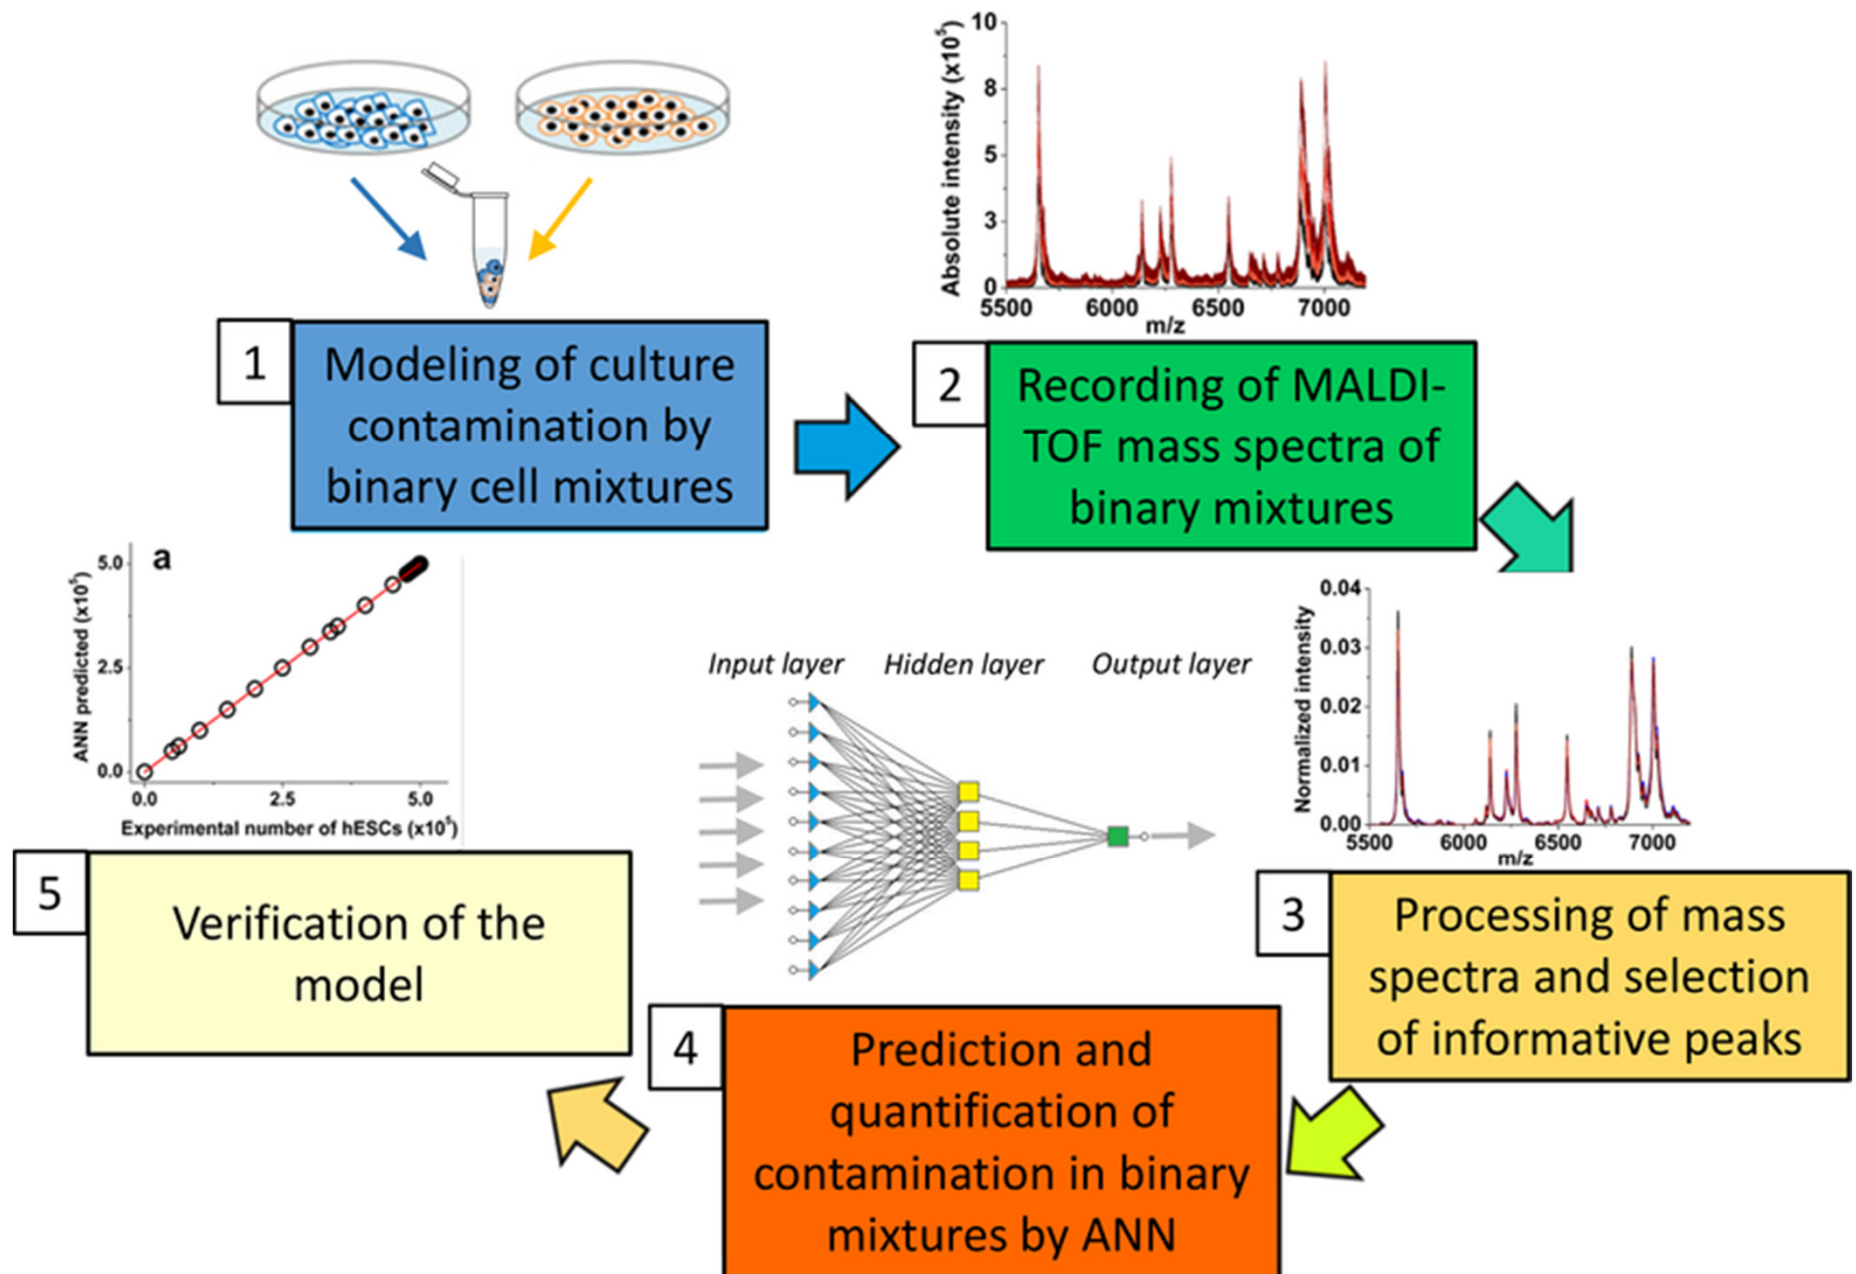 1
Modeling of culture
contamination by
binary cell mixtures
Absolute intensity (x10⁵)
10
8
5
3
0
5500 6000 6500 7000
m/z
2
Recording of MALDI-
TOF mass spectra of
binary mixtures
Normalized intensity
0.04
0.03
0.02
0.01
0.00
5500 6000 6500 7000
m/z
3
Processing of mass
spectra and selection
of informative peaks
Input layer Hidden layer Output layer
4
Prediction and
quantification of
contamination in binary
mixtures by ANN
a
ANN predicted (x10⁵)
5.0
2.5
0.0
0.0 2.5 5.0
Experimental number of hESCs (x10⁵)
5
Verification of the
model